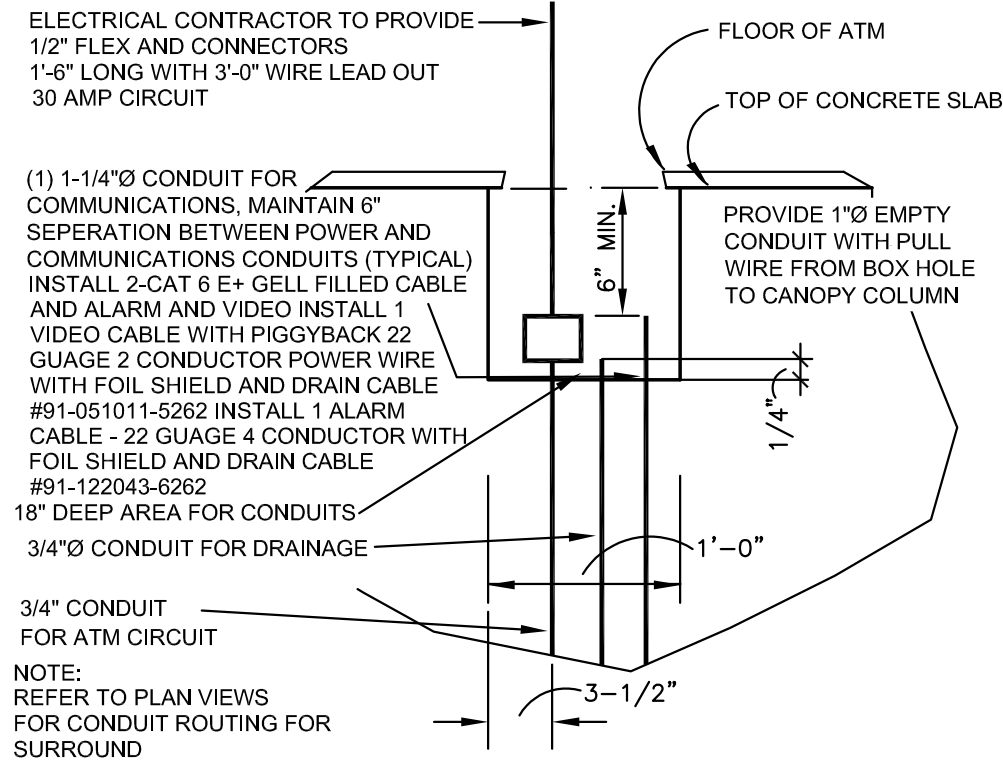 ELECTRICAL CONTRACTOR TO PROVIDE
1/2" FLEX AND CONNECTORS
1'-6" LONG WITH 3'-0" WIRE LEAD OUT
30 AMP CIRCUIT
FLOOR OF ATM
TOP OF CONCRETE SLAB
(1) 1-1/4"Ø CONDUIT FOR
COMMUNICATIONS, MAINTAIN 6"
SEPERATION BETWEEN POWER AND
COMMUNICATIONS CONDUITS (TYPICAL)
INSTALL 2-CAT 6 E+ GELL FILLED CABLE
AND ALARM AND VIDEO INSTALL 1
VIDEO CABLE WITH PIGGYBACK 22
GUAGE 2 CONDUCTOR POWER WIRE
WITH FOIL SHIELD AND DRAIN CABLE
#91-051011-5262 INSTALL 1 ALARM
CABLE - 22 GUAGE 4 CONDUCTOR WITH
FOIL SHIELD AND DRAIN CABLE
#91-122043-6262
6" MIN.
PROVIDE 1"Ø EMPTY
CONDUIT WITH PULL
WIRE FROM BOX HOLE
TO CANOPY COLUMN
1/4"
18" DEEP AREA FOR CONDUITS
3/4"Ø CONDUIT FOR DRAINAGE
1'-0"
3/4" CONDUIT
FOR ATM CIRCUIT
NOTE:
REFER TO PLAN VIEWS
FOR CONDUIT ROUTING FOR
SURROUND
3-1/2"